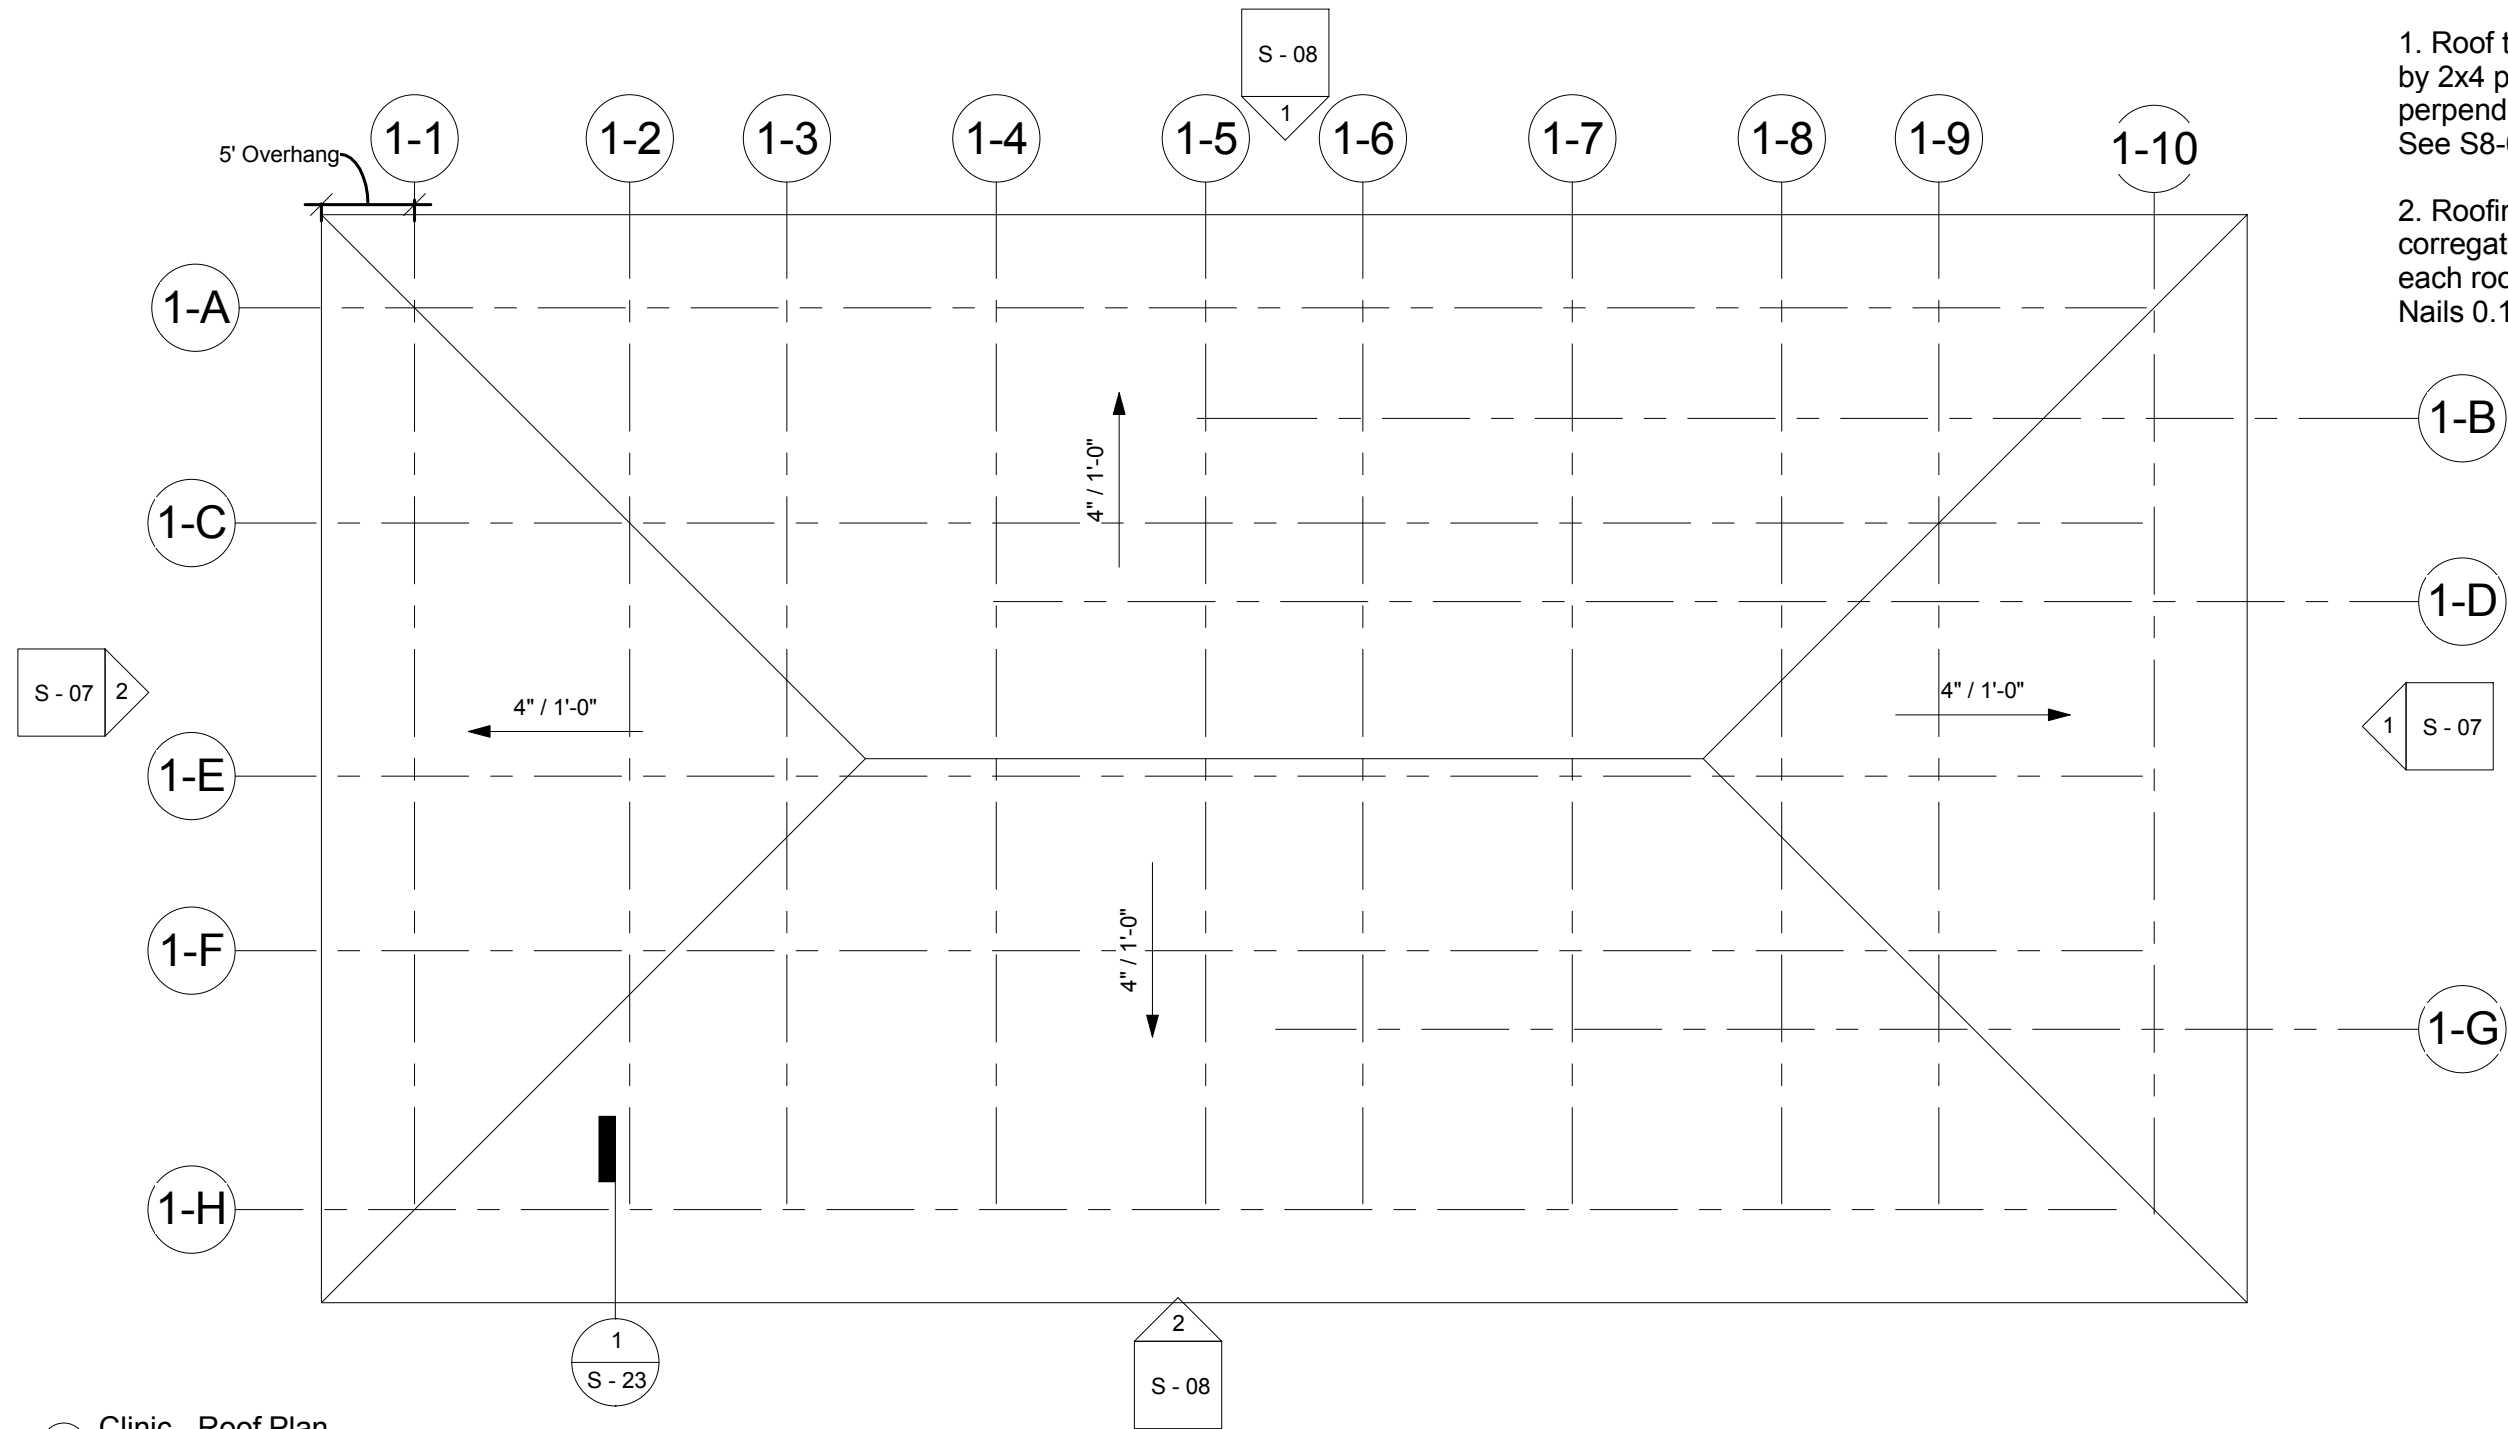 S - 08
1
1. Roof
by 2x4
perpend
See S8-
2. Roofin
corregat
each roo
Nails 0.1
5' Overhang
1-1
1-2
1-3
1-4
1-5
1-6
1-7
1-8
1-9
1-10
1-A
1-B
1-C
1-D
1-E
1-F
1-G
1-H
4" / 1'-0"
4" / 1'-0"
4" / 1'-0"
4" / 1'-0"
S - 07
2
1
S - 07
1
S - 23
2
S - 08
Clinic - Roof Plan